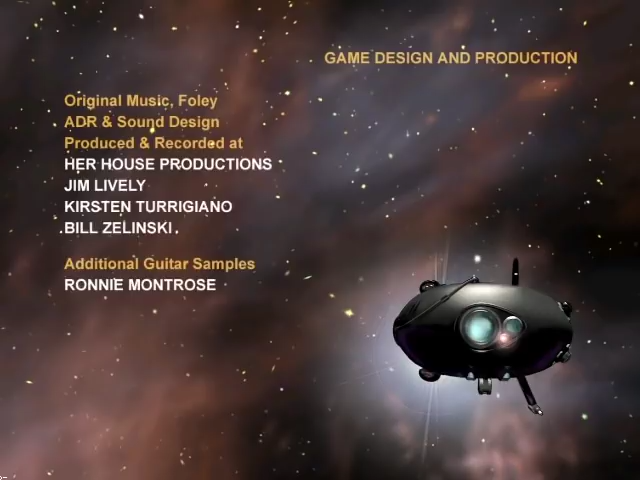 GAME DESIGN AND PRODUCTION
Original Music, Foley
ADR & Sound Design
Produced & Recorded at
HER HOUSE PRODUCTIONS
JIM LIVELY
KIRSTEN TURRIGIANO
BILL ZELINSKI
Additional Guitar Samples
RONNIE MONTROSE